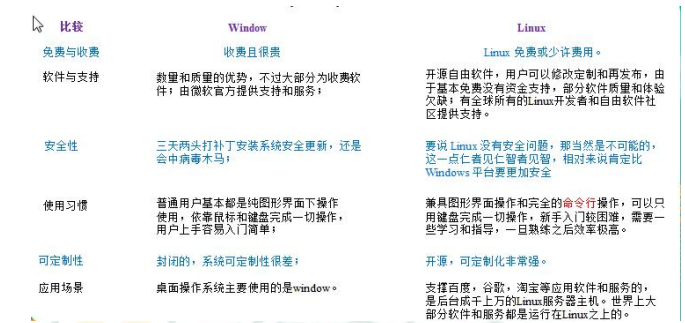 比较 Window Linux
免费与收费 收费且很贵 Linux 免费或少许费用。
软件与支持 数量和质量的优势，不过大部分为收费软
件；由微软官方提供支持和服务；
开源自由软件，用户可以修改定制和再发布，由
于基本免费没有资金支持，部分软件质量和体验
欠缺；有全球所有的Linux开发者和自由软件社
区提供支持。
安全性 三天两头打补丁安装系统安全更新，还是
会中病毒木马；
要说 Linux 没有安全问题，那当然是不可能的，
这一点仁者见仁智者见智，相对来说肯定比
Windows 平台要更加安全
使用习惯 普通用户基本都是纯图形界面下操作
使用，依靠鼠标和键盘完成一切操作，
用户上手容易入门简单；
兼具图形界面操作和完全的命令行操作，可以只
用键盘完成一切操作，新手入门较困难，需要一
些学习和指导，一旦熟练之后效率极高。
可定制性 封闭的，系统可定制性很差； 开源，可定制化非常强。
应用场景 桌面操作系统主要使用的是window。
支撑百度，谷歌，淘宝等应用软件和服务的，
是后台成千上万的Linux服务器主机。世界上大
部分软件和服务都是运行在Linux之上的。